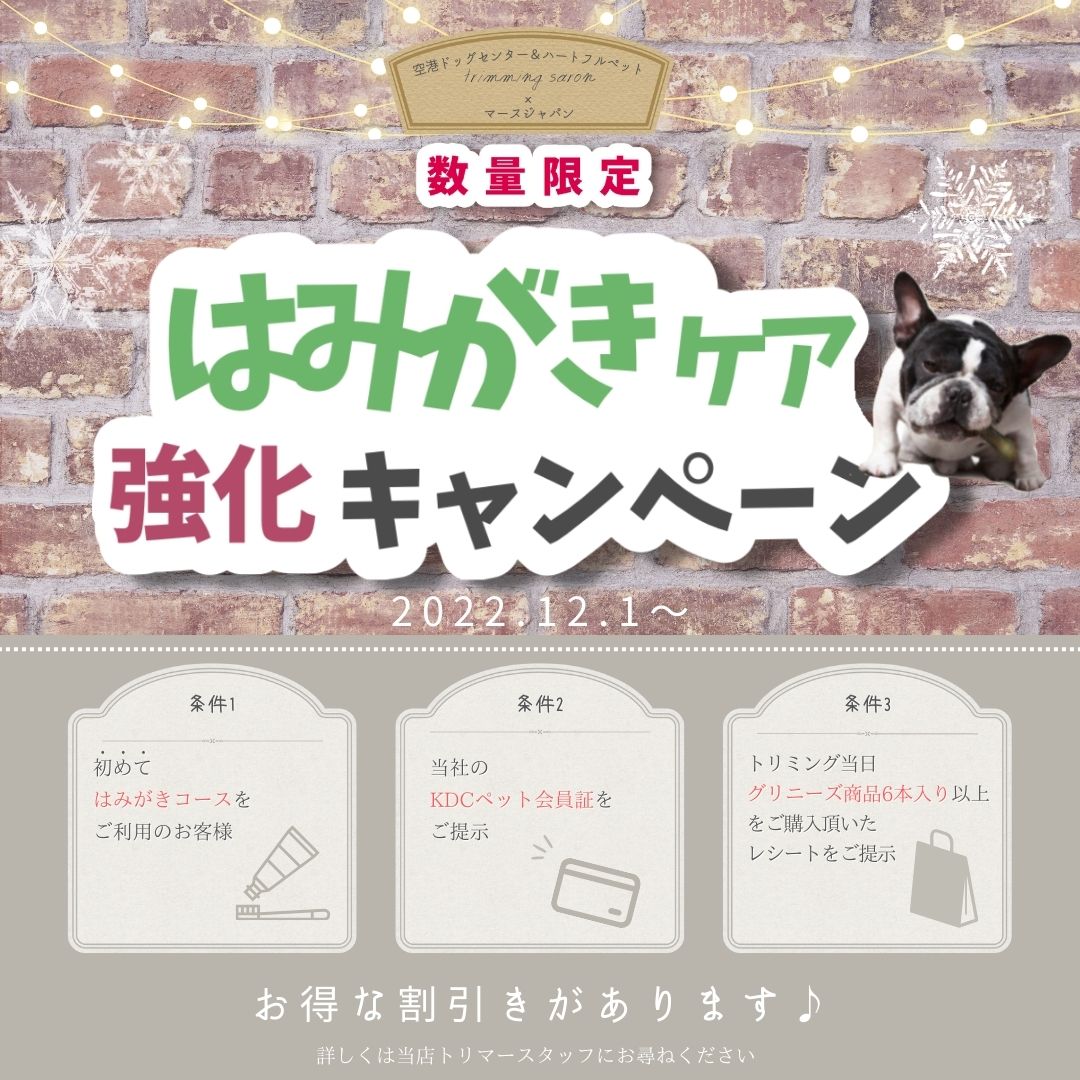 空港ドッグセンター&ハートフルペット
trimming saron
×
マースジャパン
数量限定
はみがきケア
強化キャンペーン
2022.12.1～
条件1
初めて
はみがきコースを
ご利用のお客様
条件2
当社の
KDCペット会員証を
ご提示
条件3
トリミング当日
グリニーズ商品6本入り以上
をご購入頂いた
レシートをご提示
お得な割引きがあります♪
詳しくは当店トリマースタッフにお尋ねください